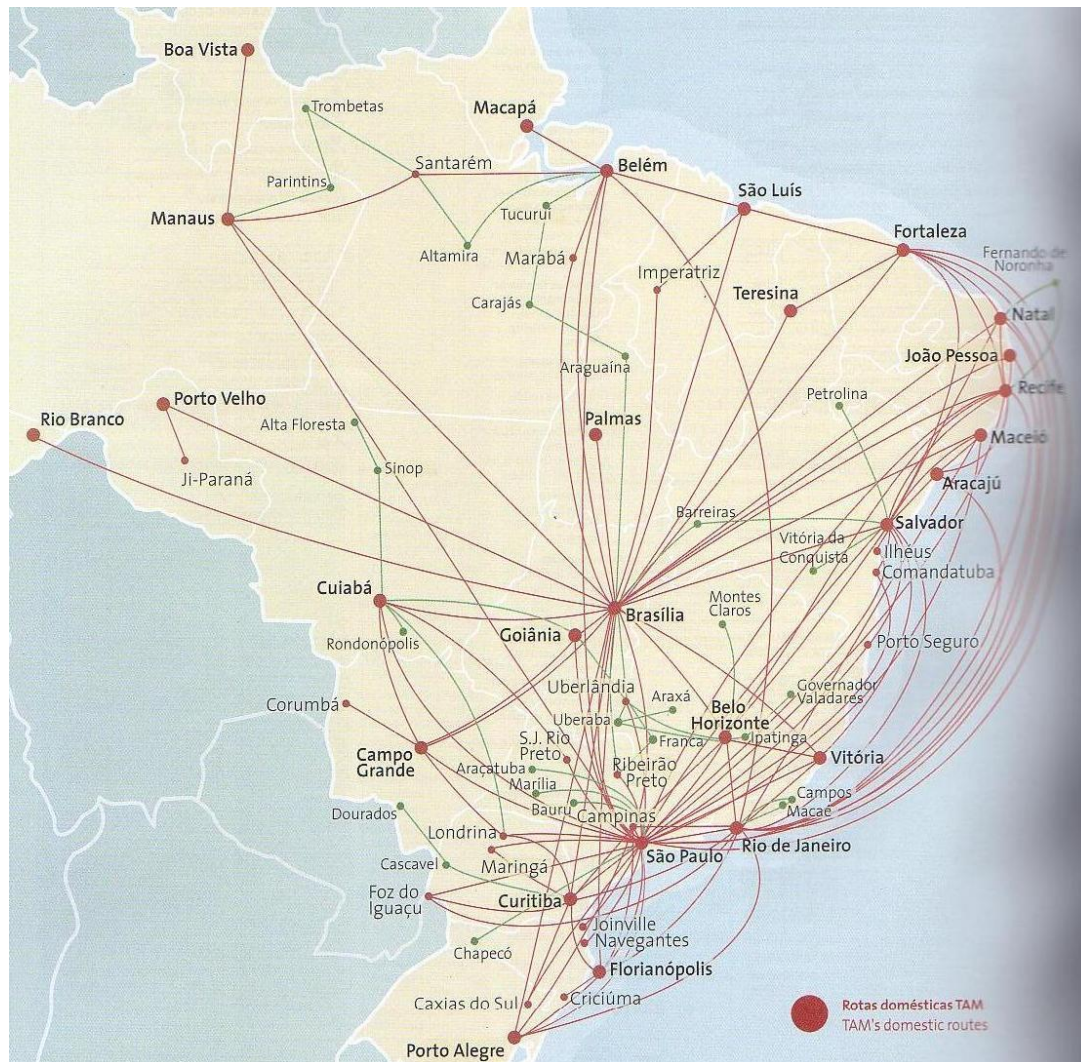 Boa Vista
Trombetas
Macapá
Santarém
Belém
Parintins
São Luís
Manaus
Tucuruí
Fortaleza
Altamira
Marabá
Fernando de
Noronha
Imperatriz
Teresina
Carajás
Natal
João Pessoa
Araguaína
Recife
Petrolina
Porto Velho
Rio Branco
Alta Floresta
Palmas
Maceió
Ji-Paraná
Sinop
Aracajú
Barreiras
Salvador
Vitória da
Conquista
Ilhéus
Comandatuba
Cuiabá
Montes
Claros
Brasília
Goiânia
Rondonópolis
Porto Seguro
Uberlândia
Araxá
Governador
Valadares
Corumbá
Belo
Horizonte
Uberaba
Ipatinga
Franca
S.J. Rio
Preto
Campo
Grande
Vitória
Araçatuba
Ribeirão
Preto
Marília
Campos
Macaé
Bauru
Campinas
Dourados
Londrina
São Paulo
Rio de Janeiro
Cascavel
Maringá
Foz do
Iguaçu
Curitiba
Joinville
Navegantes
Chapecó
Florianópolis
Caxias do Sul
Criciúma
Porto Alegre
Rotas domésticas TAM
TAM's domestic routes